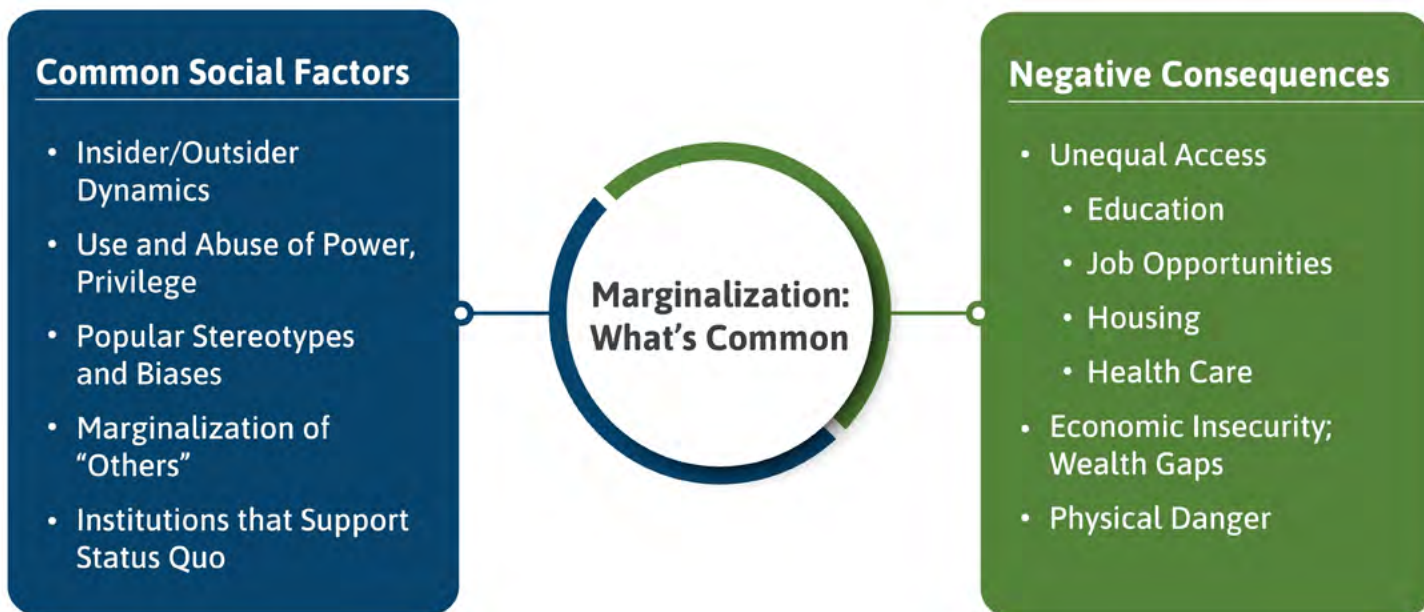 Common Social Factors
• Insider/Outsider
Dynamics
• Use and Abuse of Power,
Privilege
• Popular Stereotypes
and Biases
• Marginalization of
“Others”
• Institutions that Support
Status Quo
Marginalization:
What’s Common
Negative Consequences
• Unequal Access
• Education
• Job Opportunities
• Housing
• Health Care
• Economic Insecurity;
Wealth Gaps
• Physical Danger